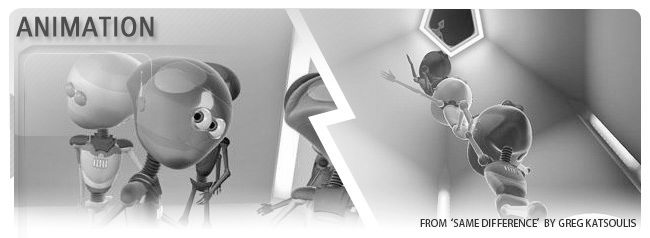 ANIMATION
FROM 'SAME DIFFERENCE' BY GREG KATSOULIS